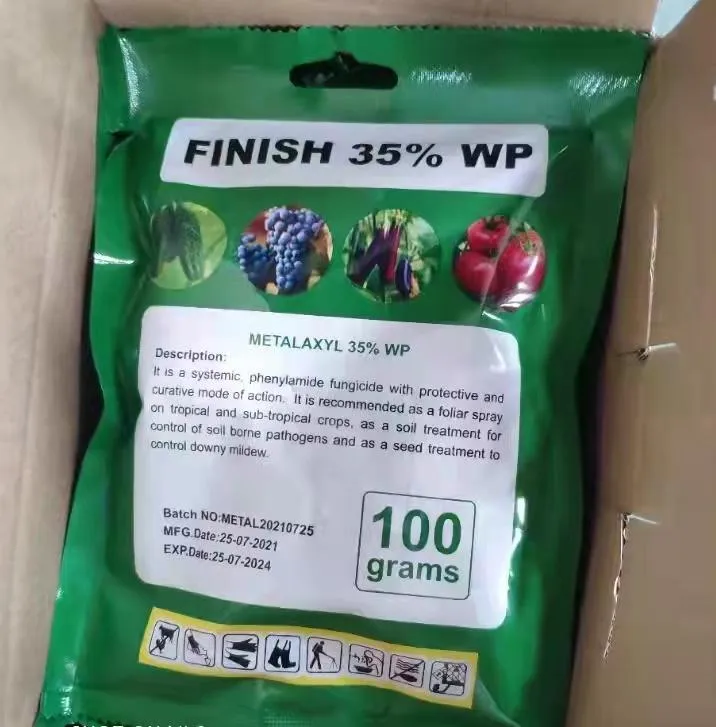 FINISH 35% WP
METALAXYL 35% WP
Description:
It is a systemic, phenylamide fungicide with protective and
curative mode of action. It is recommended as a foliar spray
on tropical and sub-tropical crops, as a soil treatment for
control of soil borne pathogens and as a seed treatment to
control downy mildew.
Batch NO:METAL20210725
MFG.Date:25-07-2021
EXP.Date:25-07-2024
100
grams